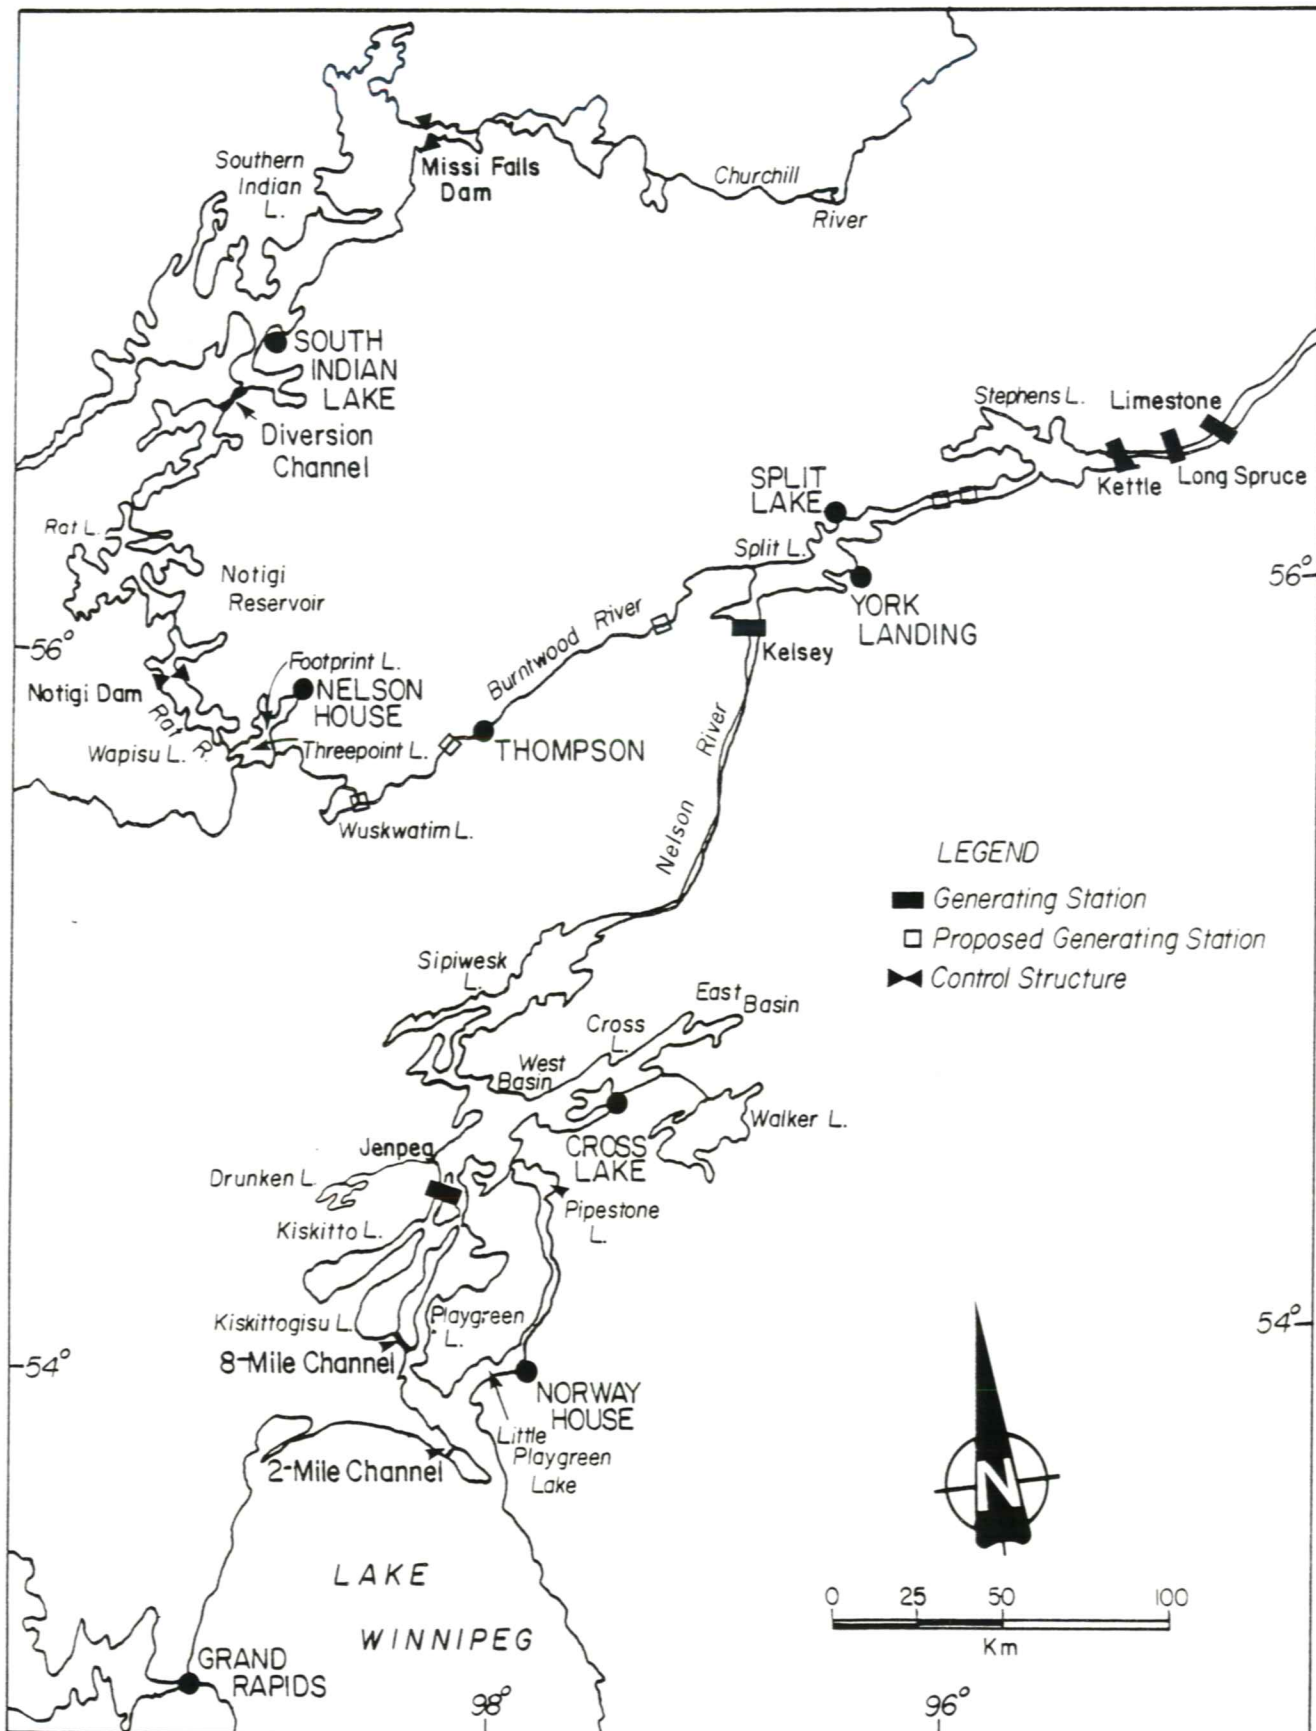 Southern
Indian
L.
Missi Falls
Dam
Churchill
River
SOUTH
INDIAN
LAKE
Diversion
Channel
Stephens L.
Limestone
Kettle
Long Spruce
SPLIT
LAKE
Rat L.
Split L.
Notigi
Reservoir
56°
YORK
LANDING
Burntwood River
56°
Kelsey
Footprint L.
NELSON
HOUSE
Notigi Dam
Rat R.
Wapisu L.
Threepoint L.
THOMPSON
Wuskwatim L.
Nelson River
LEGEND
Generating Station
Proposed Generating Station
Control Structure
Sipiwesk
L.
East
Basin
Cross
L.
West
Basin
Walker L.
CROSS
LAKE
Jenpeg
Drunken L.
Pipestone
L.
Kiskitto L.
Kiskittogisu L.
Playgreen
L.
8-Mile Channel
54°
54°
NORWAY
HOUSE
Little
Playgreen
Lake
2-Mile Channel
N
LAKE
WINNIPEG
0 25 50 100
Km
GRAND
RAPIDS
98°
96°